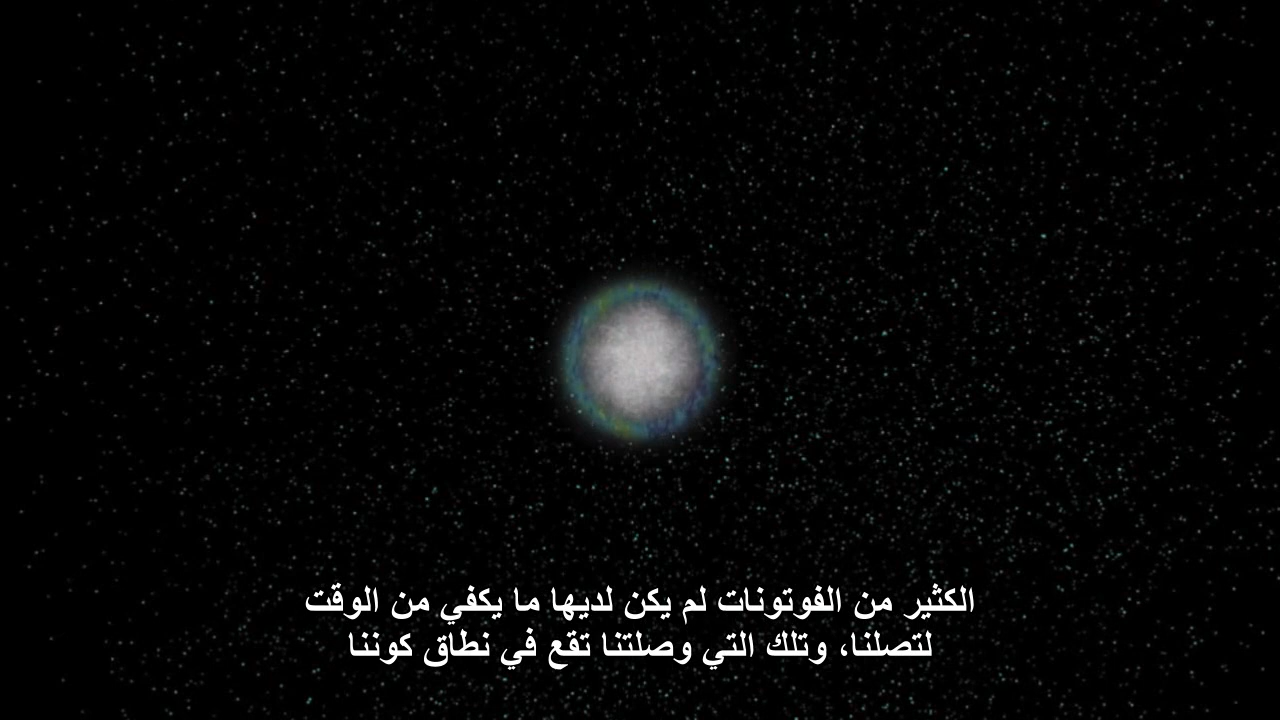 الكثير من الفوتونات لم يكن لديها ما يكفي من الوقت
لتصلنا، وتلك التي وصلتنا تقع في نطاق كوننا